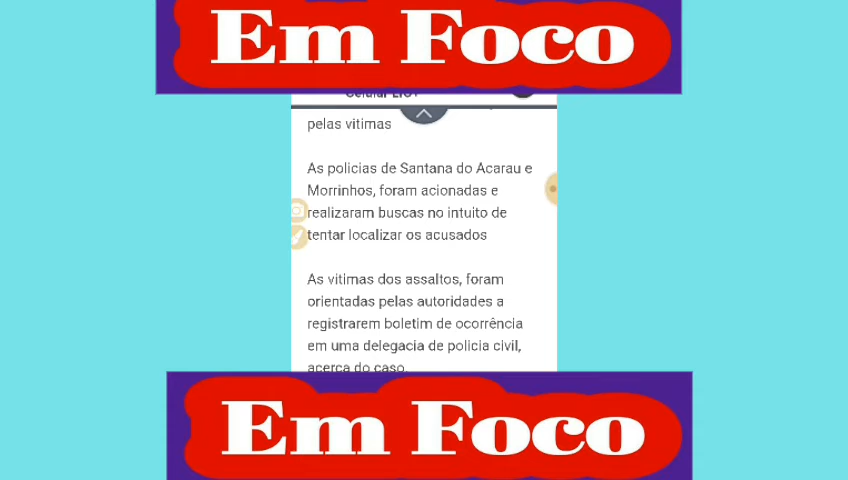 Em Foco
pelas vitimas
As policias de Santana do Acarau e
Morrinhos, foram acionadas e
realizaram buscas no intuito de
tentar localizar os acusados
As vitimas dos assaltos, foram
orientadas pelas autoridades a
registrarem boletim de ocorrência
em uma delegacia de policia civil,
acerca do caso.
Em Foco